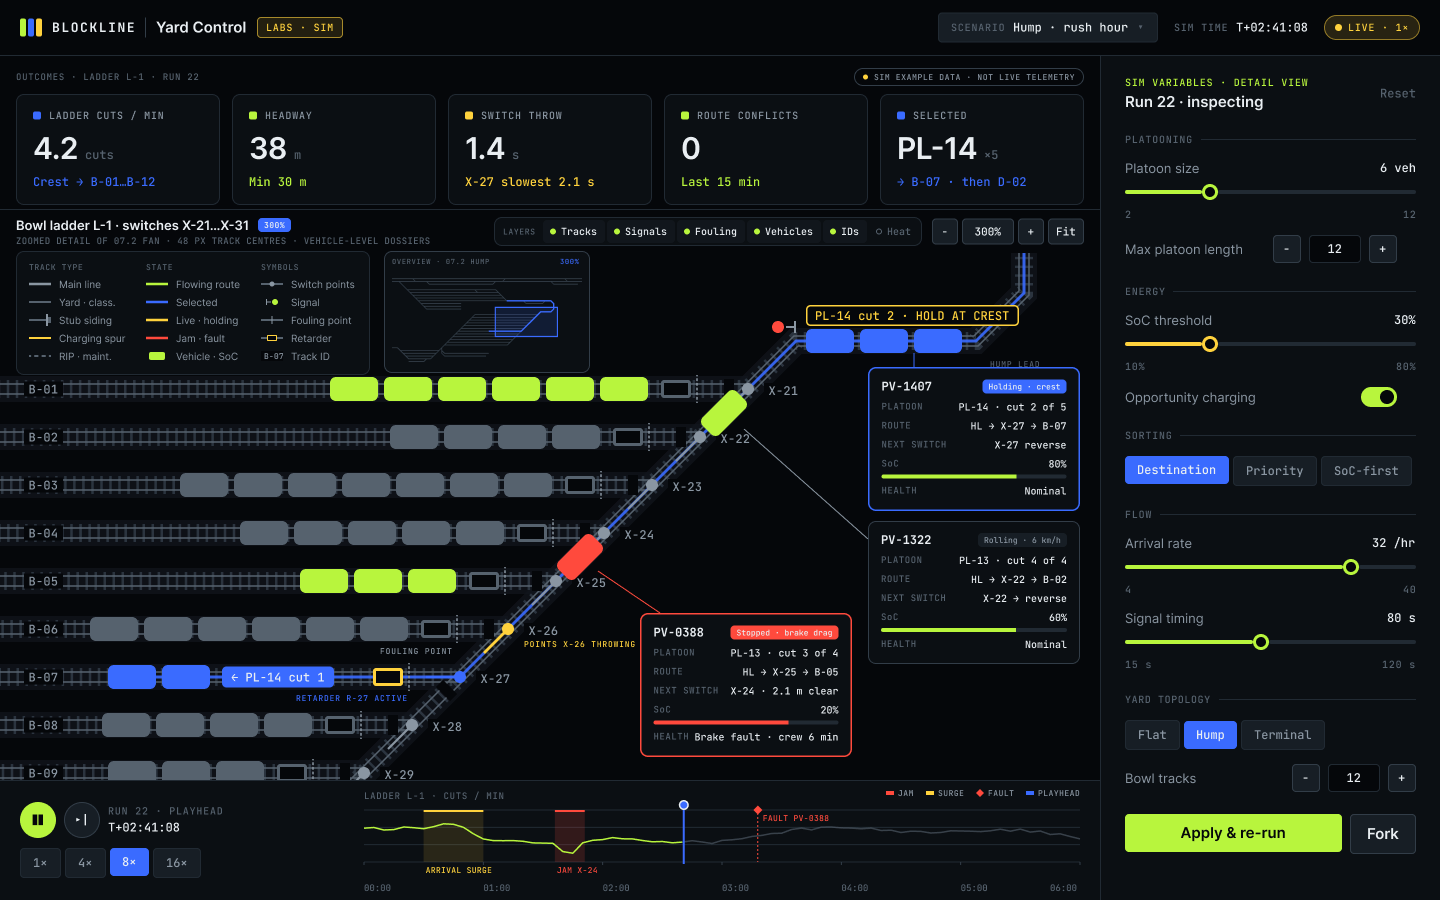 BLOCKLINE
Yard Control
LABS · SIM
SCENARIO Hump · rush hour
SIM TIME T+02:41:08
LIVE · 1×
OUTCOMES · LADDER L-1 · RUN 22
SIM EXAMPLE DATA · NOT LIVE TELEMETRY
LADDER CUTS / MIN
4.2 cuts
Crest → B-01…B-12
HEADWAY
38 m
Min 30 m
SWITCH THROW
1.4 s
X-27 slowest 2.1 s
ROUTE CONFLICTS
0
Last 15 min
SELECTED
PL-14 ×5
→ B-07 · then D-02
Bowl ladder L-1 · switches X-21…X-31 300%
ZOOMED DETAIL OF 07.2 FAN · 48 PX TRACK CENTRES · VEHICLE-LEVEL DOSSIERS
LAYERS Tracks Signals Fouling Vehicles IDs Heat
- 300% + Fit
TRACK TYPE
Main line
Yard · class.
Stub siding
Charging spur
RIP · maint.
STATE
Flowing route
Selected
Live · holding
Jam · fault
Vehicle · SoC
SYMBOLS
Switch points
Signal
Fouling point
Retarder
B-07 Track ID
OVERVIEW · 07.2 HUMP 300%
PL-14 cut 2 · HOLD AT CREST
HUMP LEAD
B-01
X-21
B-02
X-22
B-03
X-23
B-04
X-24
B-05
X-25
B-06
X-26
POINTS X-26 THROWING
FOULING POINT
B-07
← PL-14 cut 1
X-27
RETARDER R-27 ACTIVE
B-08
X-28
B-09
X-29
PV-1407 Holding · crest
PLATOON PL-14 · cut 2 of 5
ROUTE HL → X-27 → B-07
NEXT SWITCH X-27 reverse
SoC 80%
HEALTH Nominal
PV-1322 Rolling · 6 km/h
PLATOON PL-13 · cut 4 of 4
ROUTE HL → X-22 → B-02
NEXT SWITCH X-22 → reverse
SoC 60%
HEALTH Nominal
PV-0388 Stopped · brake drag
PLATOON PL-13 · cut 3 of 4
ROUTE HL → X-25 → B-05
NEXT SWITCH X-24 · 2.1 m clear
SoC 20%
HEALTH Brake fault · crew 6 min
RUN 22 · PLAYHEAD
T+02:41:08
1× 4× 8× 16×
LADDER L-1 · CUTS / MIN
JAM SURGE FAULT PLAYHEAD
FAULT PV-0388
ARRIVAL SURGE
JAM X-24
00:00 01:00 02:00 03:00 04:00 05:00 06:00
SIM VARIABLES · DETAIL VIEW
Run 22 · inspecting
Reset
PLATOONING
Platoon size 6 veh
2 12
Max platoon length - 12 +
ENERGY
SoC threshold 30%
10% 80%
Opportunity charging
SORTING
Destination Priority SoC-first
FLOW
Arrival rate 32 /hr
4 40
Signal timing 80 s
15 s 120 s
YARD TOPOLOGY
Flat Hump Terminal
Bowl tracks - 12 +
Apply & re-run Fork